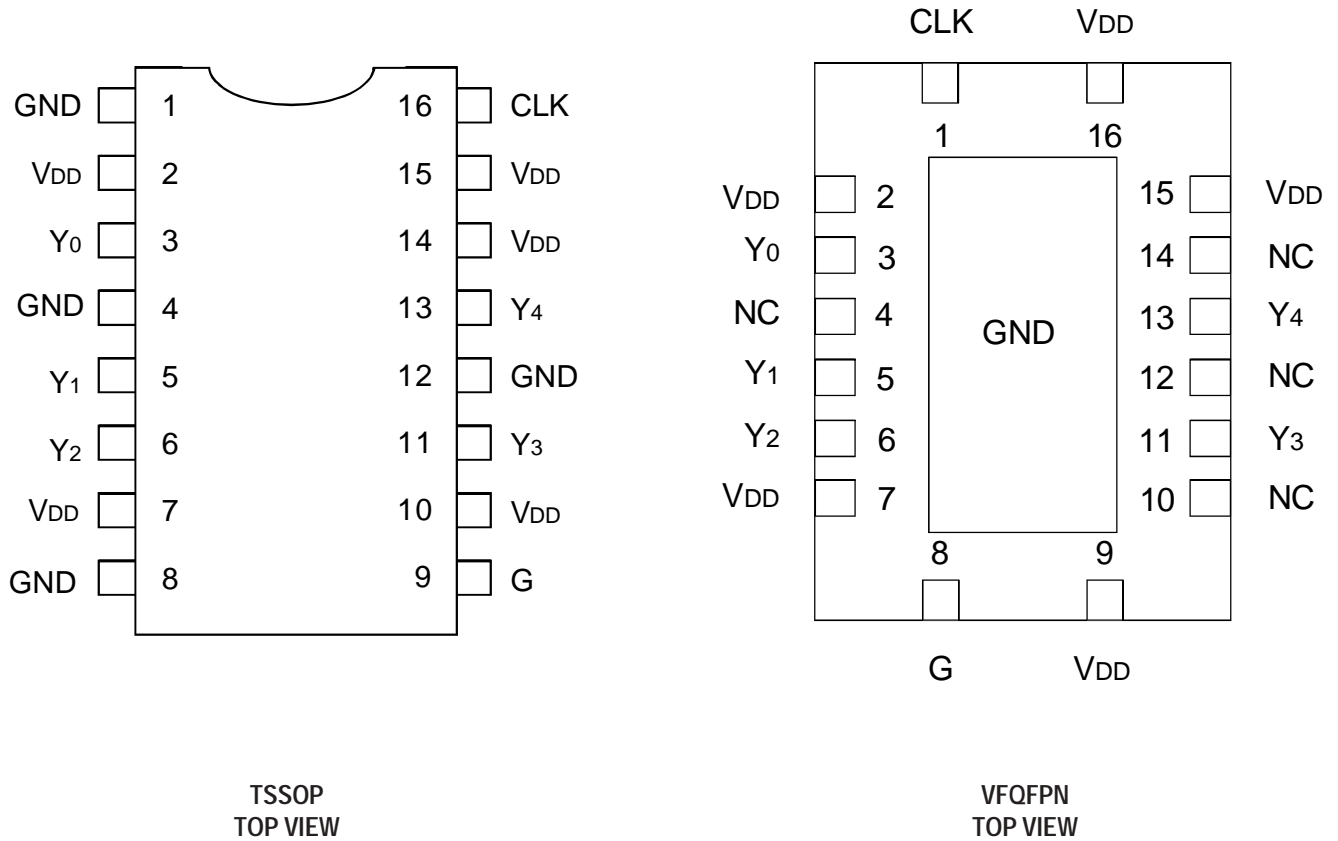 CLK VDD
GND 1 16 CLK
VDD 2 15 VDD
Y0 3 14 VDD
GND 4 13 Y4
Y1 5 12 GND
Y2 6 11 Y3
VDD 7 10 VDD
GND 8 9 G
1 16
VDD 2 15 VDD
Y0 3 14 NC
NC 4 13 Y4
GND
Y1 5 12 NC
Y2 6 11 Y3
VDD 7 10 NC
8 9
G VDD
TSSOP
TOP VIEW
VFQFPN
TOP VIEW